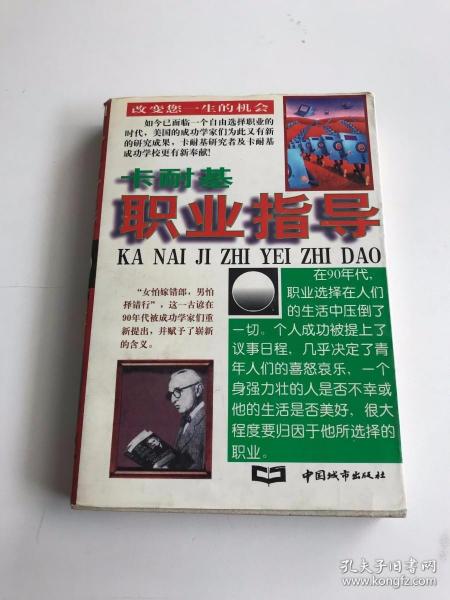 改变您一生的机会
如今已面临一个自由选择职业的
时代，美国的成功学家们为此又有新
的研究成果，卡耐基研究者及卡耐基
成功学校更有新奉献！
卡耐基
职业指导
KA NAI JI ZHI YEI ZHI DAO
“女怕嫁错郎，男怕
择错行”，这一古谚在
90年代被成功学家们重
新提出，并赋予了崭新
的含义。
在90年代，
职业选择在人们
的生活中压倒了
一切。个人成功被提上了
议事日程，几乎决定了青
年人们的喜怒哀乐，一个
身强力壮的人是否不幸或
他的生活是否美好，很大
程度要归因于他所选择的
职业。
中国城市出版社
孔夫子旧书网
www.kongfz.com